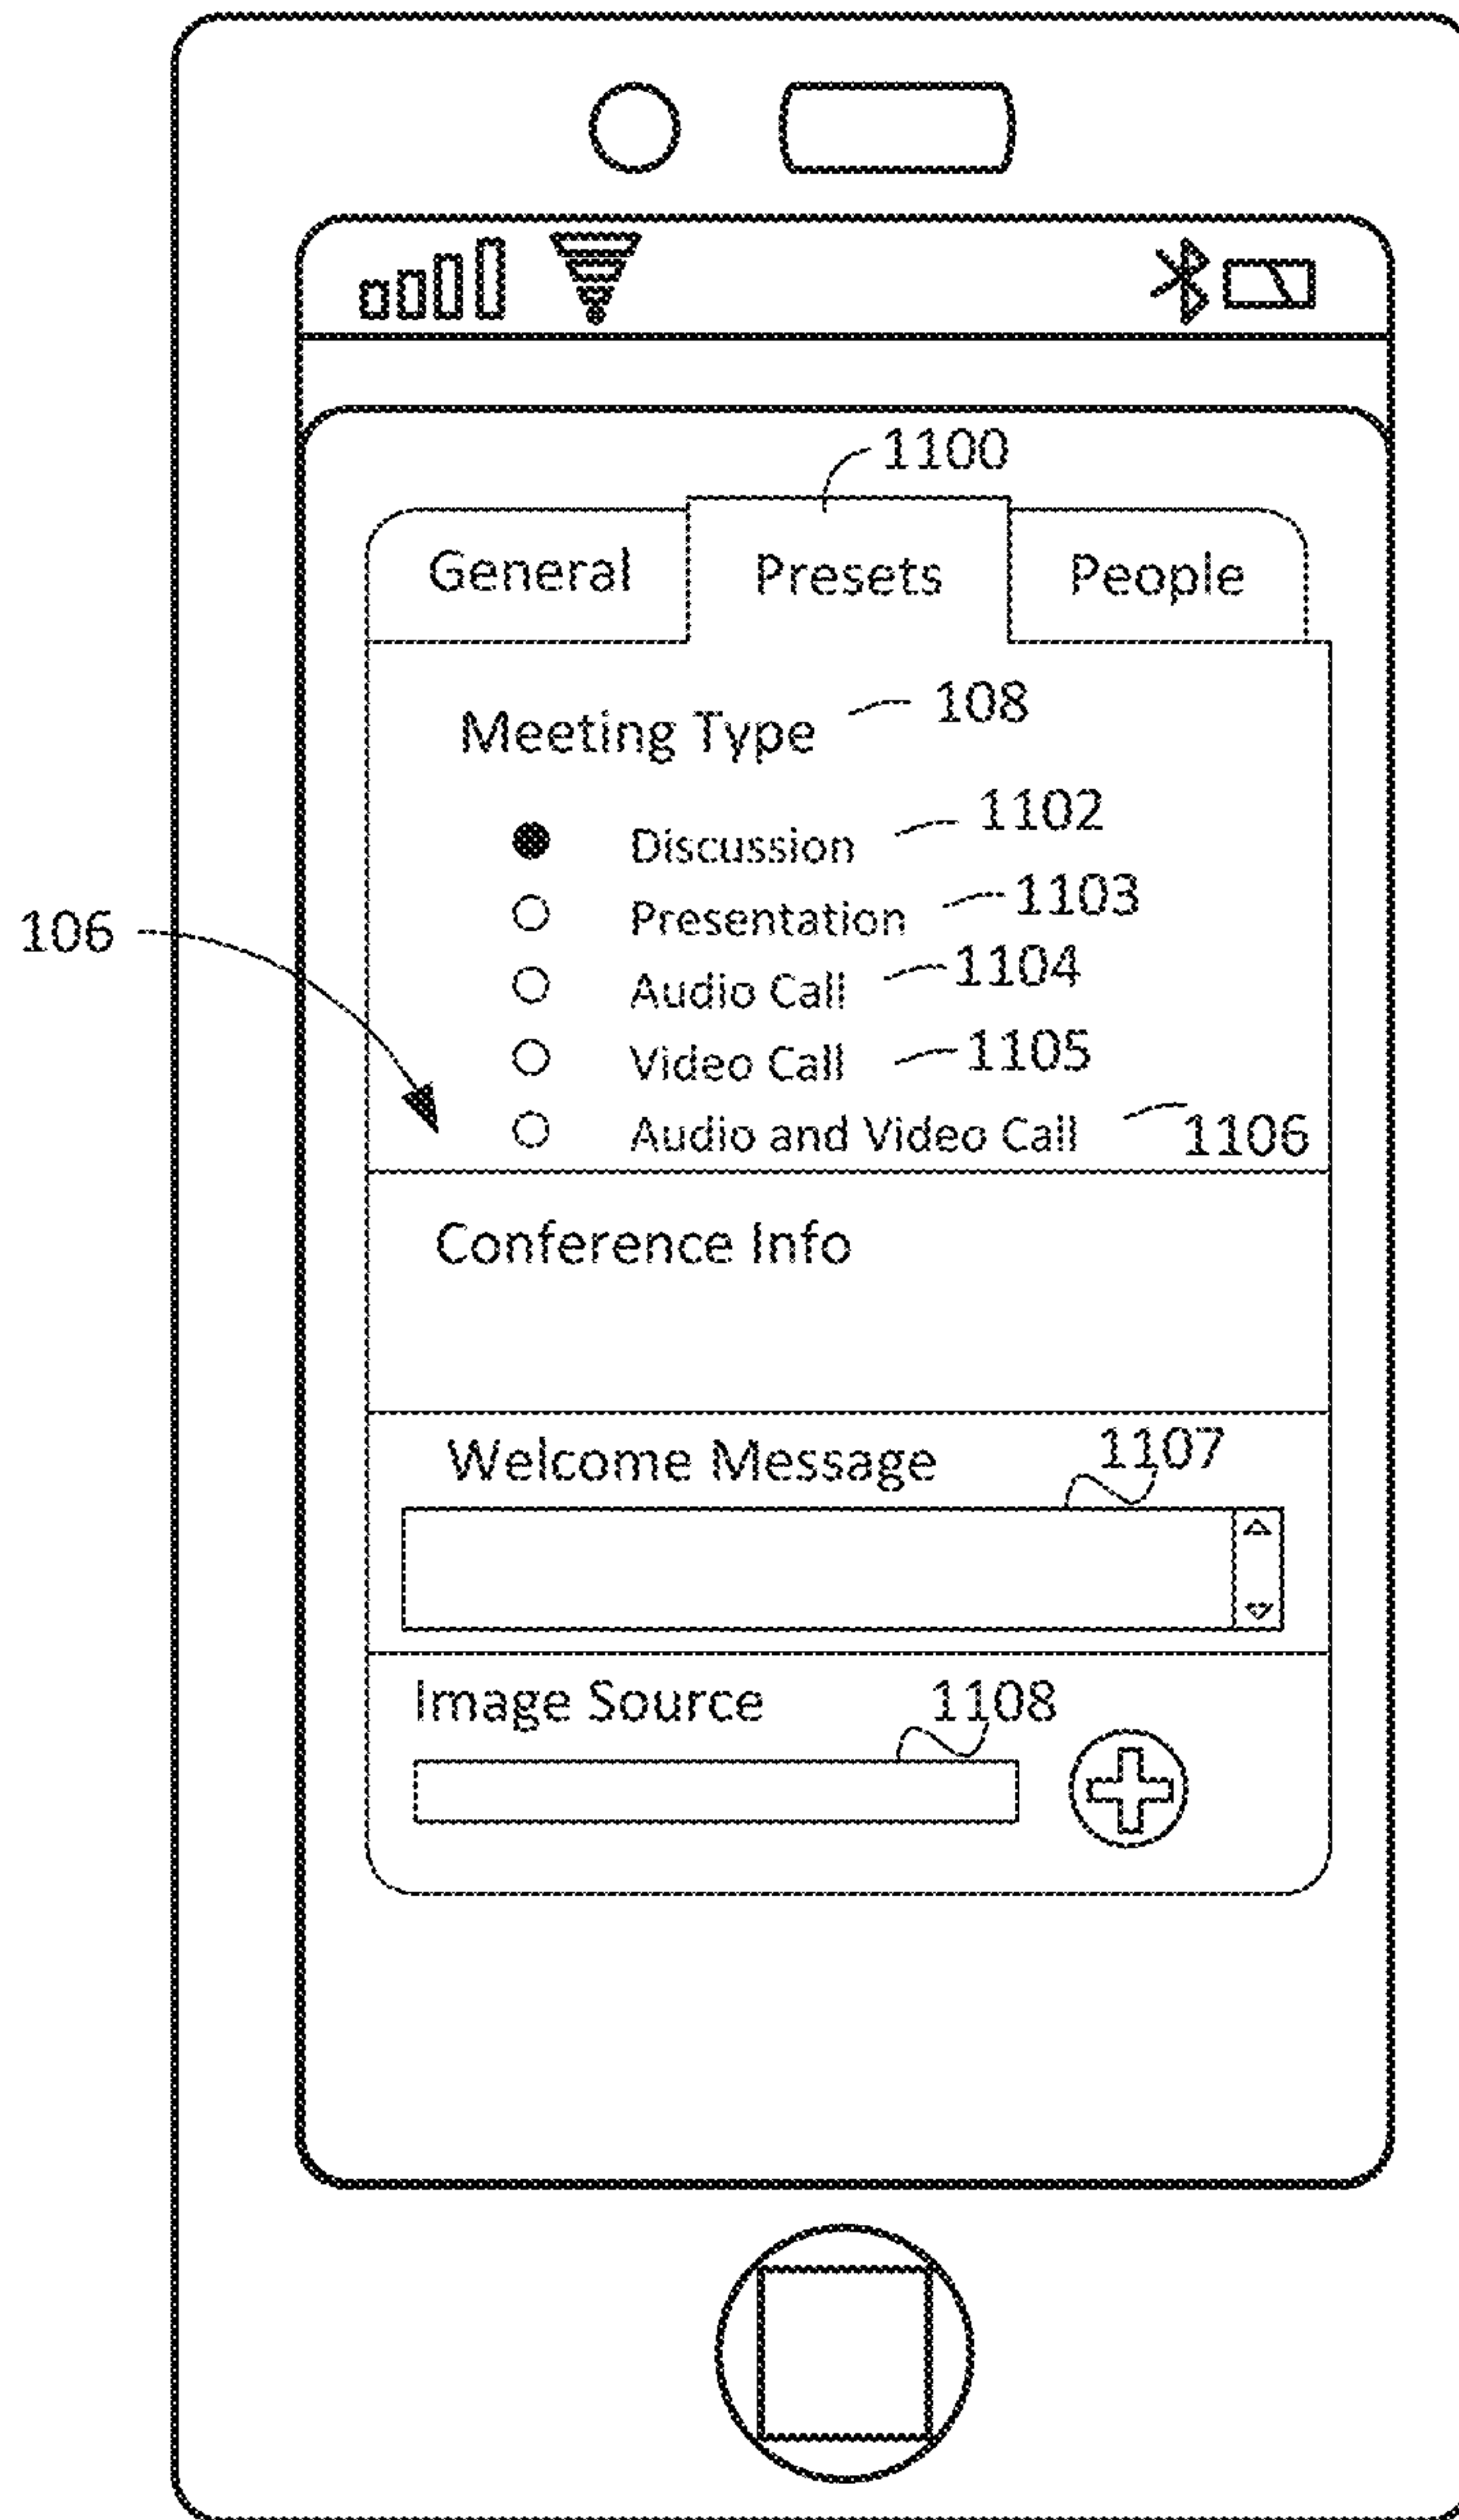 1100
General Presets People
Meeting Type 108
Discussion 1102
Presentation 1103
106
Audio Call 1104
Video Call 1105
Audio and Video Call 1106
Conference Info
Welcome Message 1107
Image Source 1108